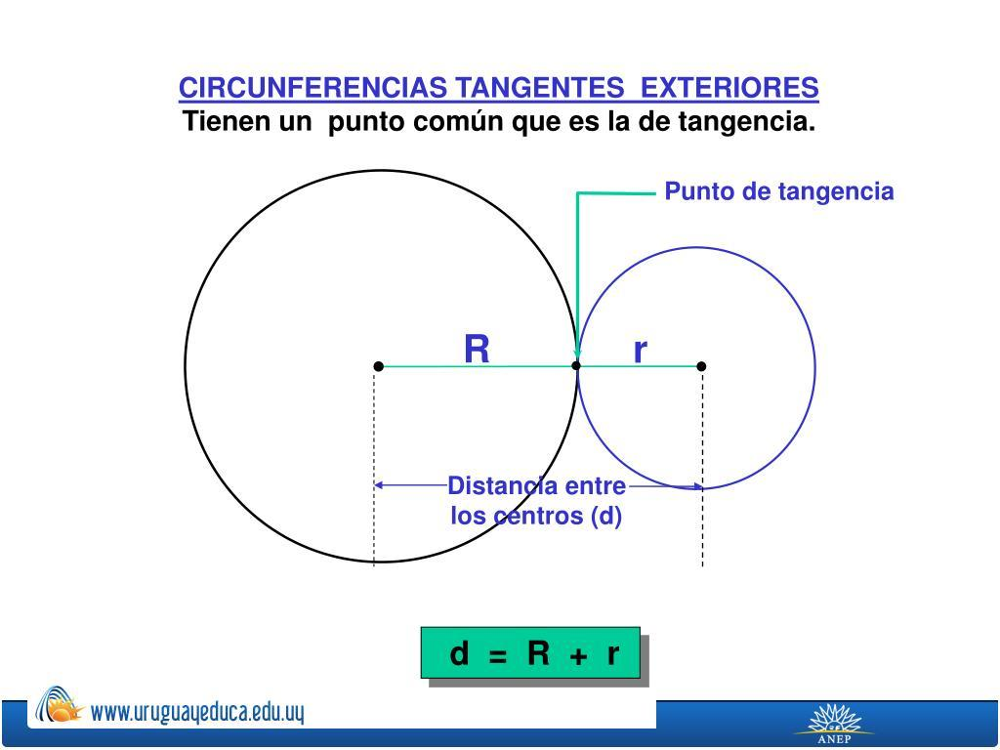 CIRCUNFERENCIAS TANGENTES EXTERIORES
Tienen un punto común que es la de tangencia.
Punto de tangencia
R r
Distancia entre
los centros (d)
d = R + r
www.uruguayeduca.edu.uy
ANEP